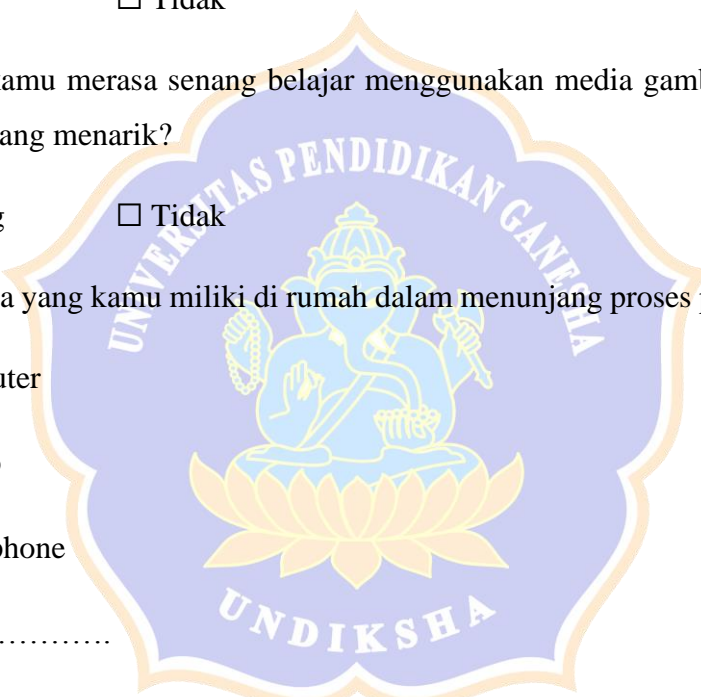 ☐ Tidak
kamu merasa senang belajar menggunakan media gamb
ang menarik?
g ☐ Tidak
a yang kamu miliki di rumah dalam menunjang proses p
uter
phone
………….
UNIVERSITAS PENDIDIKAN GANESHA
UNDIKSHA